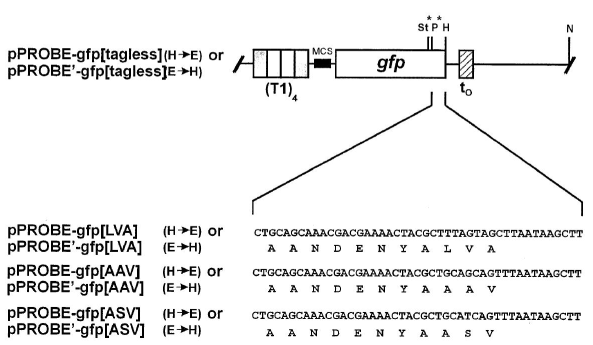 * *
St P H N
pPROBE-gfp[tagless](H→E) or
pPROBE'-gfp[tagless]E→H)
MCS
gfp
(T1)4
tO
pPROBE-gfp[LVA] (H→E) or CTGCAGCAAACGACGAAAACTACGCTTTAGTAGCTTAATAAGCTT
pPROBE'-gfp[LVA] (E→H) A A N D E N Y A L V A
pPROBE-gfp[AAV] (H→E) or CTGCAGCAAACGACGAAAACTACGCTGCAGCAGTTTAATAAGCTT
pPROBE'-gfp[AAV] (E→H) A A N D E N Y A A A V
pPROBE-gfp[ASV] (H→E) or CTGCAGCAAACGACGAAAACTACGCTGCATCAGTTTAATAAGCTT
pPROBE'-gfp[ASV] (E→H) A A N D E N Y A A S V